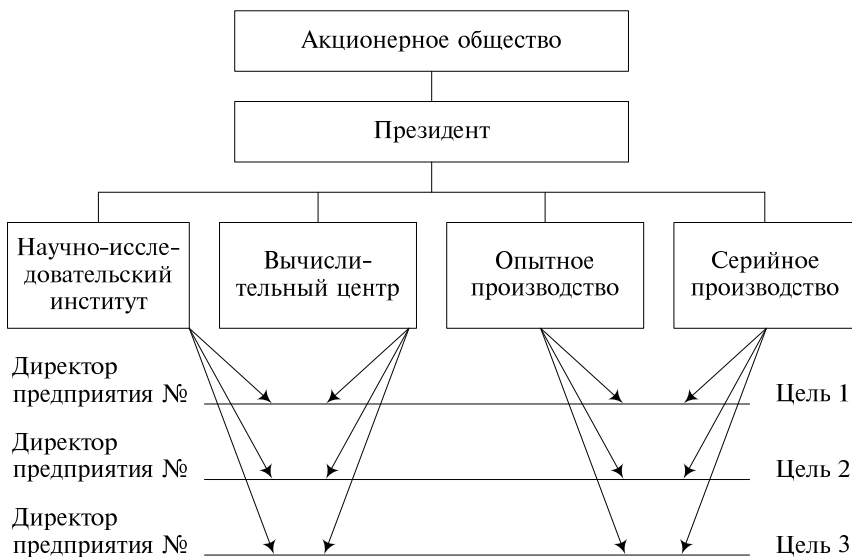 Акционерное общество
Президент
Научно-иссле-
довательский
институт
Вычисли-
тельный центр
Опытное
производство
Серийное
производство
Директор
предприятия №
Цель 1
Директор
предприятия №
Цель 2
Директор
предприятия №
Цель 3